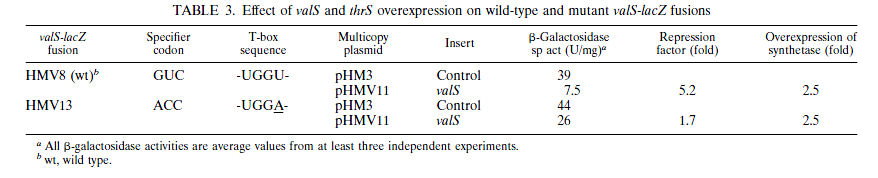 TABLE 3. Effect of valS and thrS overexpression on wild-type and mutant valS-lacZ fusions
valS-lacZ fusion Specifier codon T-box sequence Multicopy plasmid Insert β-Galactosidase sp act (U/mg)a Repression factor (fold) Overexpression of synthetase (fold)
HMV8 (wt)b GUC -UGGU- pHM3 Control 39
pHMV11 valS 7.5 5.2 2.5
HMV13 ACC -UGGA- pHM3 Control 44
pHMV11 valS 26 1.7 2.5
a All β-galactosidase activities are average values from at least three independent experiments.
b wt, wild type.